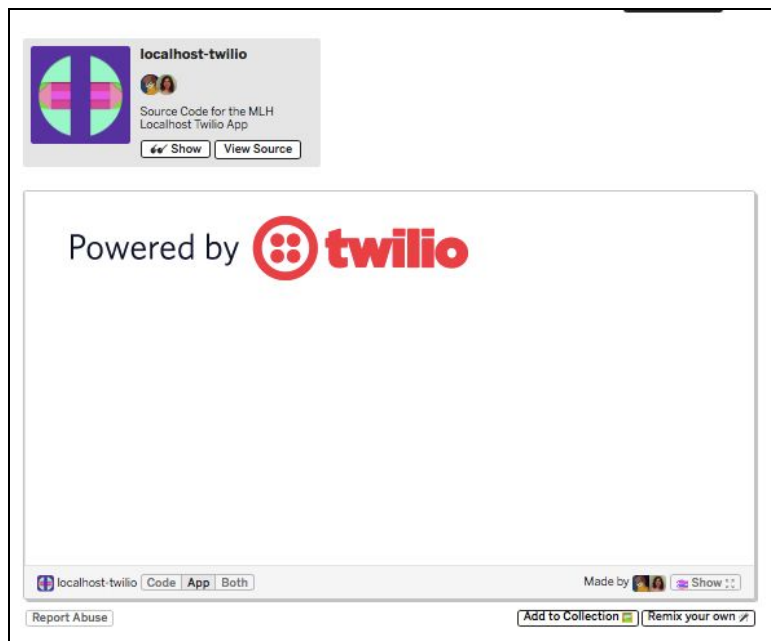 localhost-twilio
Source Code for the MLH
Localhost Twilio App
Show View Source
Powered by twilio
localhost-twilio Code App Both Made by Show
Report Abuse Add to Collection Remix your own